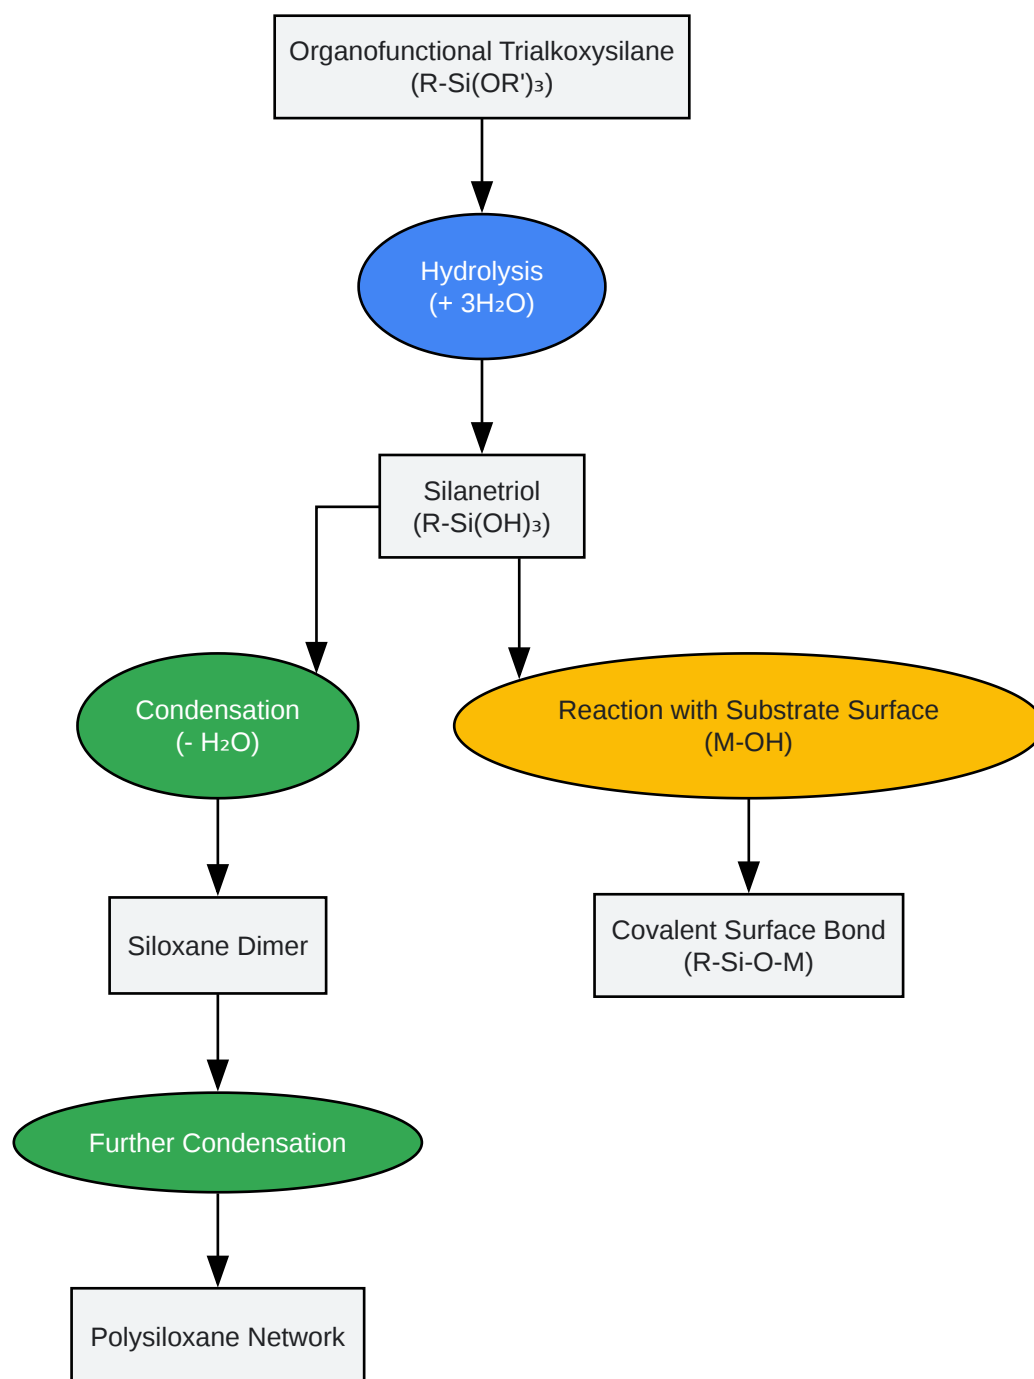 Organofunctional Trialkoxysilane
(R-Si(OR')₃)
Hydrolysis
(+ 3H₂O)
Silanetriol
(R-Si(OH)₃)
Condensation
(- H₂O)
Reaction with Substrate Surface
(M-OH)
Siloxane Dimer
Covalent Surface Bond
(R-Si-O-M)
Further Condensation
Polysiloxane Network